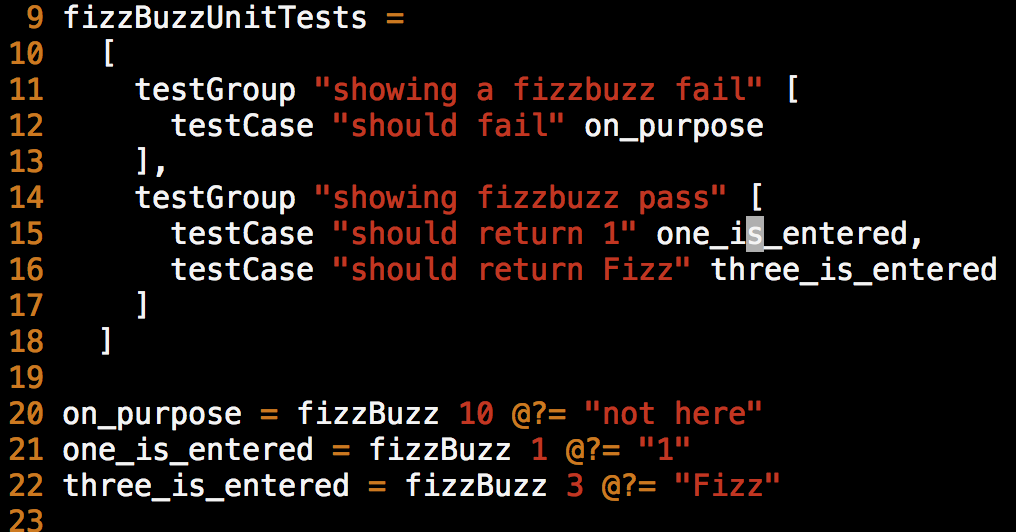 9 fizzBuzzUnitTests =
10   [
11     testGroup "showing a fizzbuzz fail" [
12       testCase "should fail" on_purpose
13     ],
14     testGroup "showing fizzbuzz pass" [
15       testCase "should return 1" one_is_entered,
16       testCase "should return Fizz" three_is_entered
17     ]
18   ]
19
20 on_purpose = fizzBuzz 10 @?= "not here"
21 one_is_entered = fizzBuzz 1 @?= "1"
22 three_is_entered = fizzBuzz 3 @?= "Fizz"
23